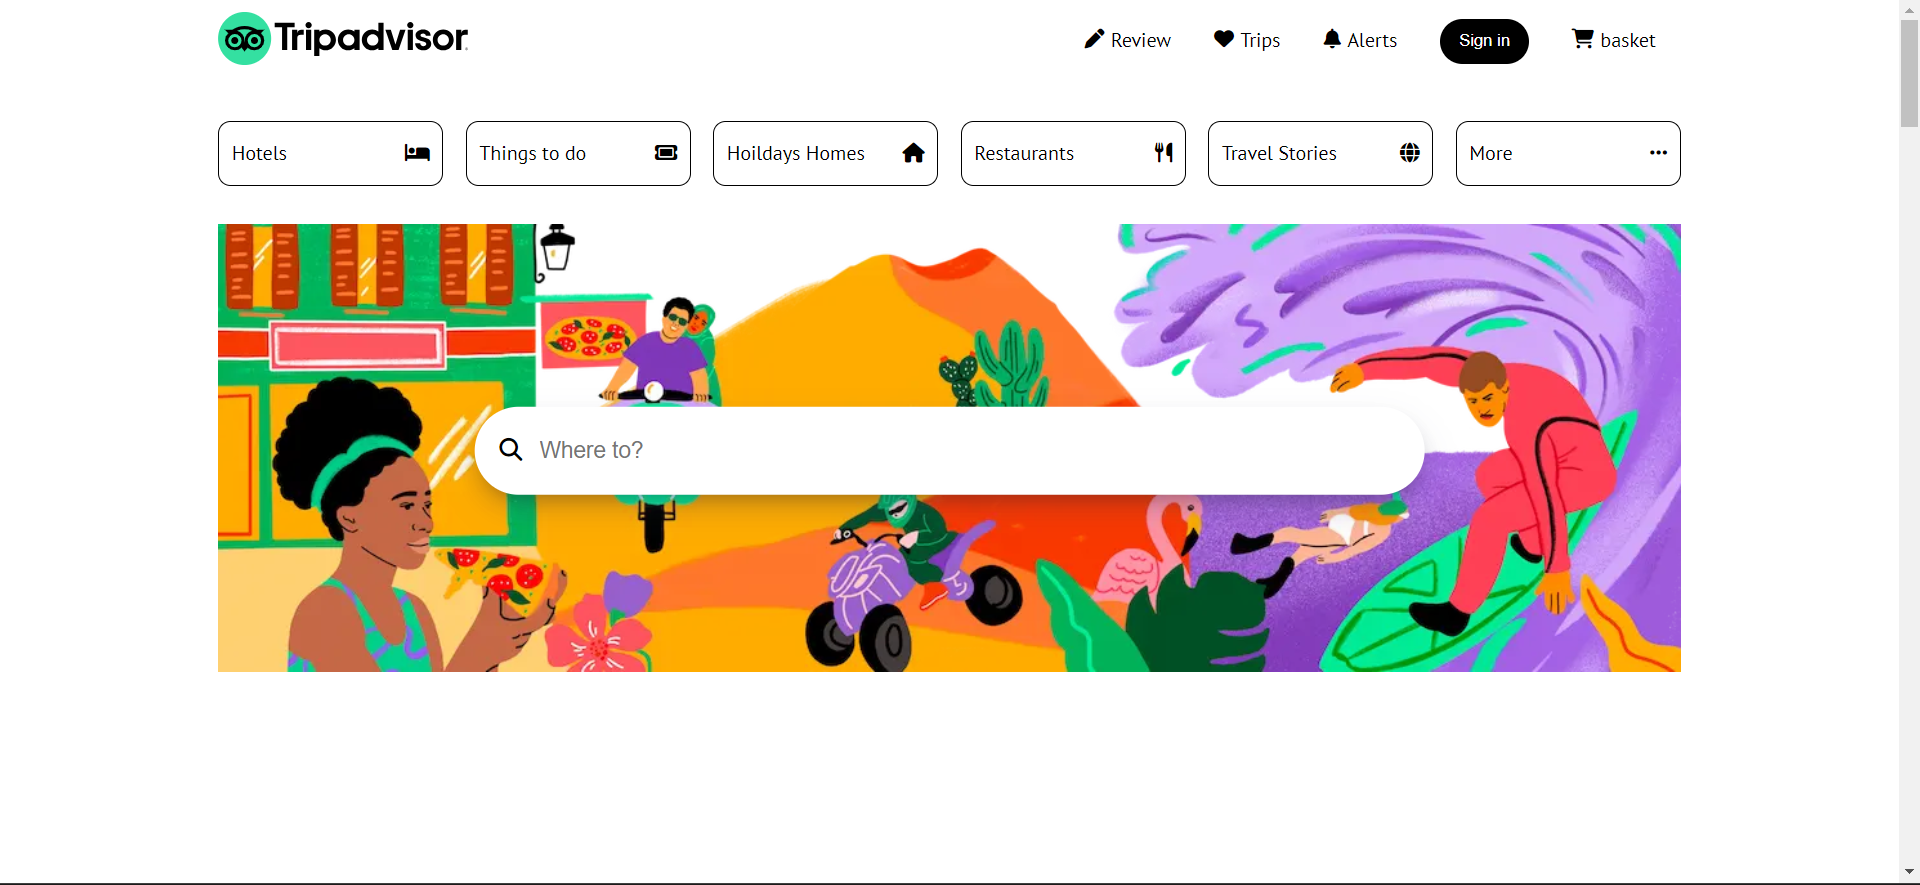 Tripadvisor
Review Trips Alerts Sign in basket
Hotels Things to do Hoildays Homes Restaurants Travel Stories More
Where to?